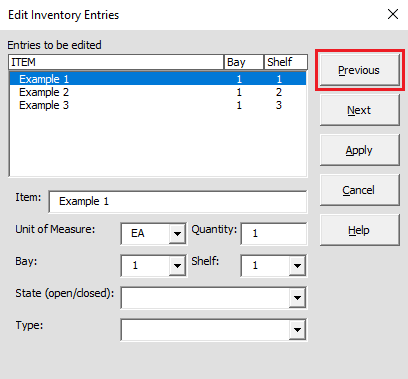 Edit Inventory Entries
Entries to be edited
ITEM Bay Shelf
Example 1 1 1
Example 2 1 2
Example 3 1 3
Previous
Next
Apply
Cancel
Help
Item: Example 1
Unit of Measure: EA Quantity: 1
Bay: 1 Shelf: 1
State (open/closed):
Type: